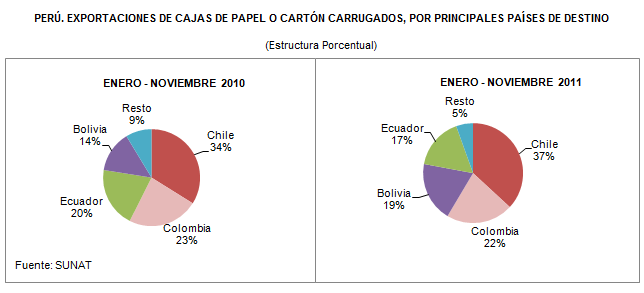 PERÚ. EXPORTACIONES DE CAJAS DE PAPEL O CARTÓN CARRUGADOS, POR PRINCIPALES PAÍSES DE DESTINO
(Estructura Porcentual)
ENERO - NOVIEMBRE 2010
Resto
9%
Bolivia
14%
Chile
34%
Ecuador
20%
Colombia
23%
Fuente: SUNAT
ENERO - NOVIEMBRE 2011
Resto
5%
Ecuador
17%
Chile
37%
Bolivia
19%
Colombia
22%